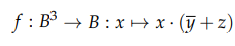 f : B³ → B : x ↦ x · (y̅ + z)